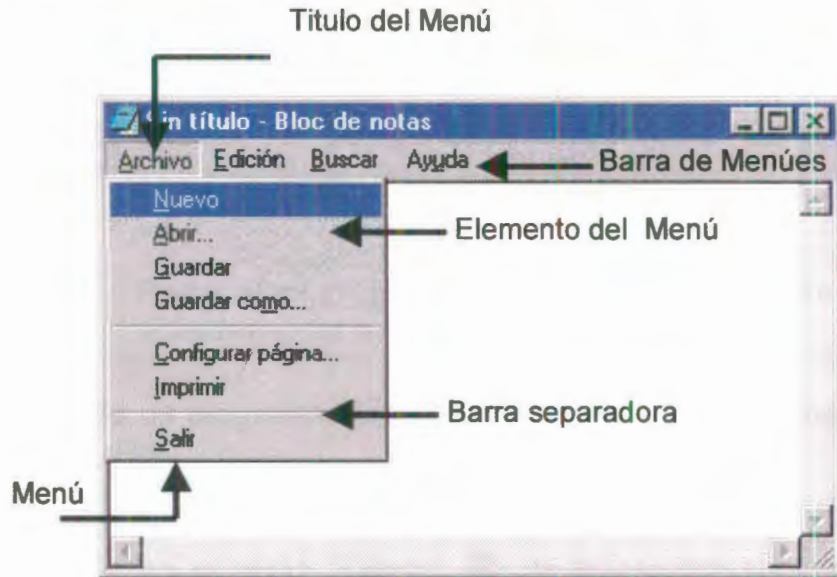 Titulo del Menú
Sin título - Bloc de notas
Archivo Edición Buscar Ayuda Barra de Menúes
Nuevo
Abrir... Elemento del Menú
Guardar
Guardar como...
Configurar página...
Imprimir
Barra separadora
Salir
Menú